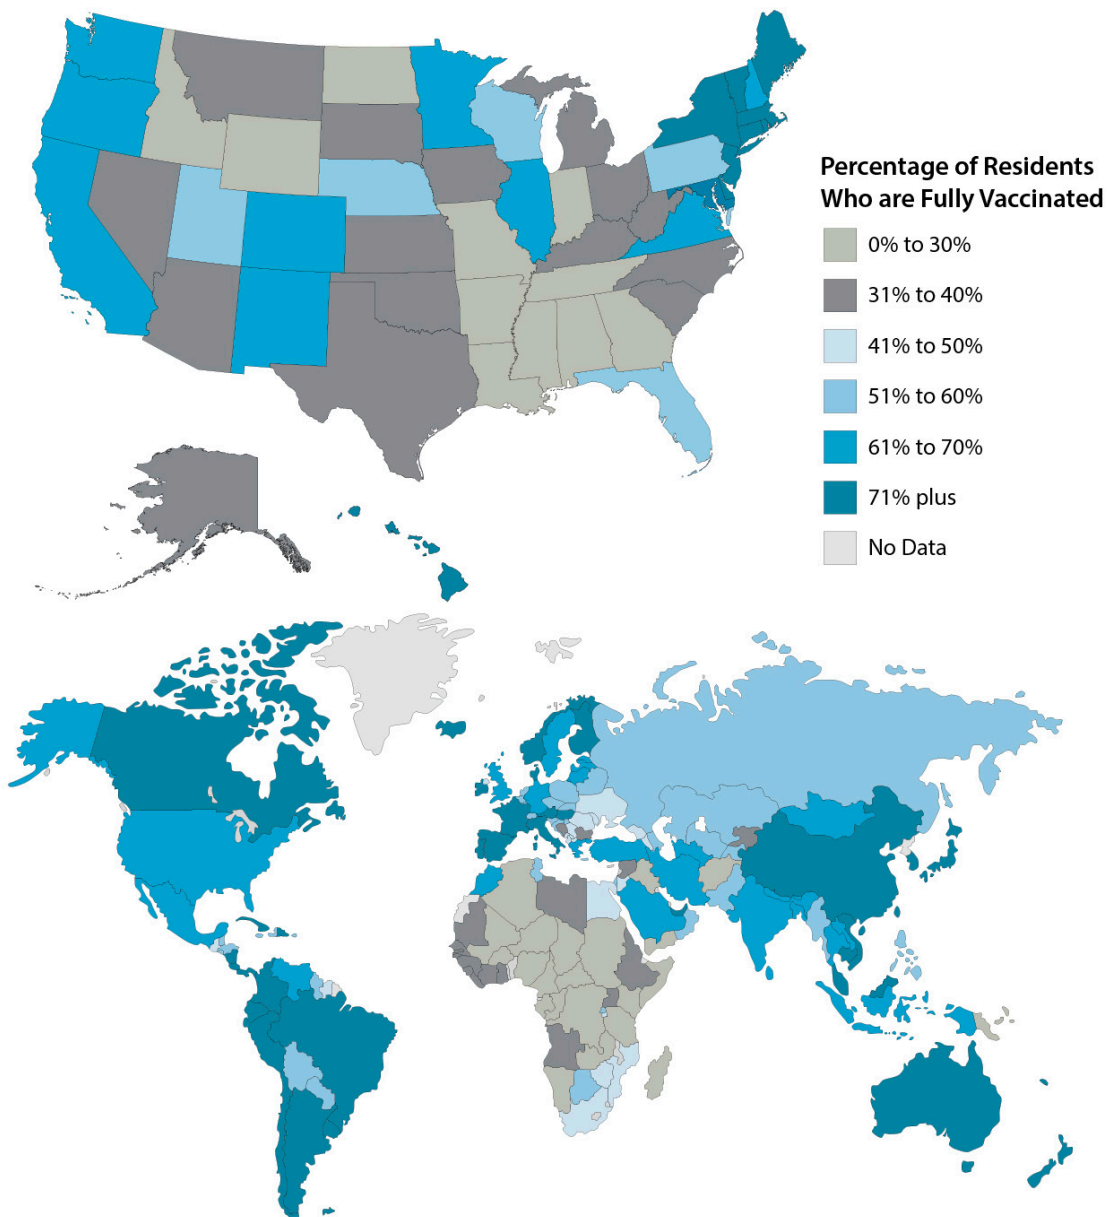 Percentage of Residents
Who are Fully Vaccinated
0% to 30%
31% to 40%
41% to 50%
51% to 60%
61% to 70%
71% plus
No Data